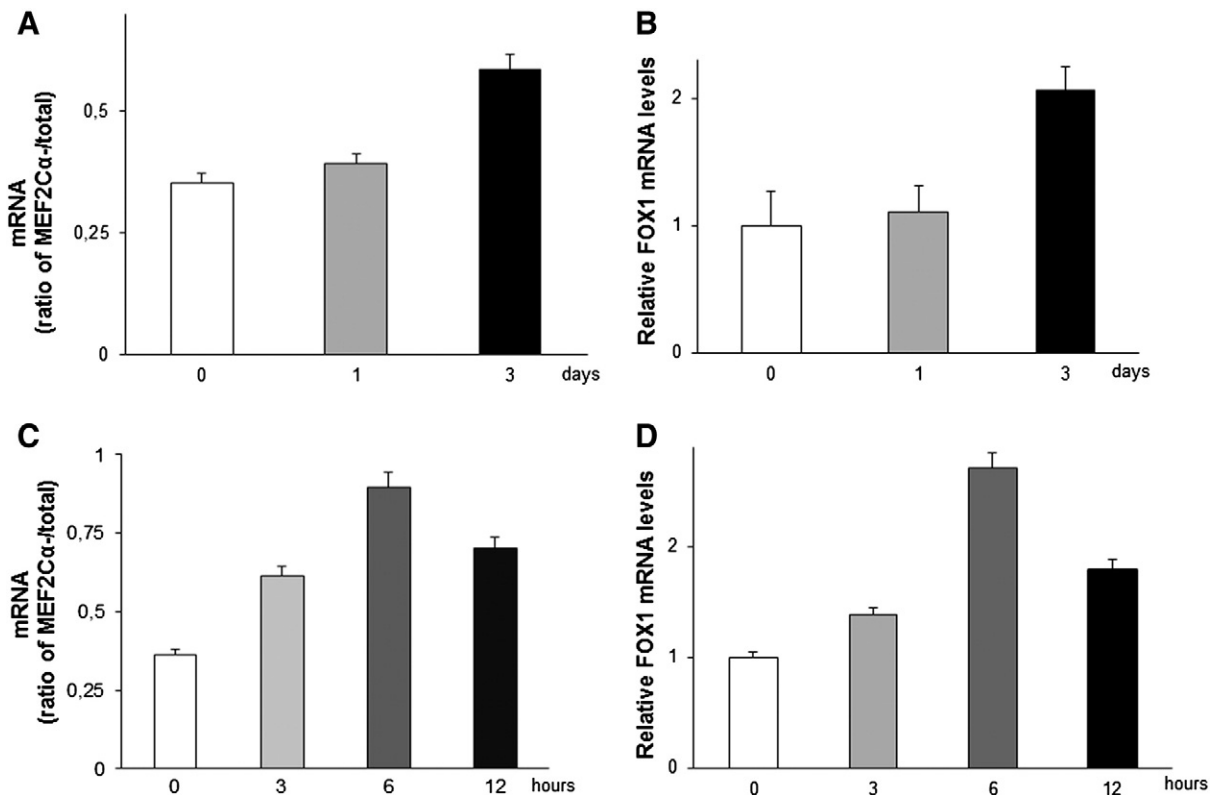 A
mRNA
(ratio of MEF2Cα-/total)
0,5
0,25
0
0 1 3 days
B
Relative FOX1 mRNA levels
2
1
0
0 1 3 days
C
mRNA
(ratio of MEF2Cα-/total)
1
0,75
0,5
0,25
0
0 3 6 12 hours
D
Relative FOX1 mRNA levels
2
1
0
0 3 6 12 hours